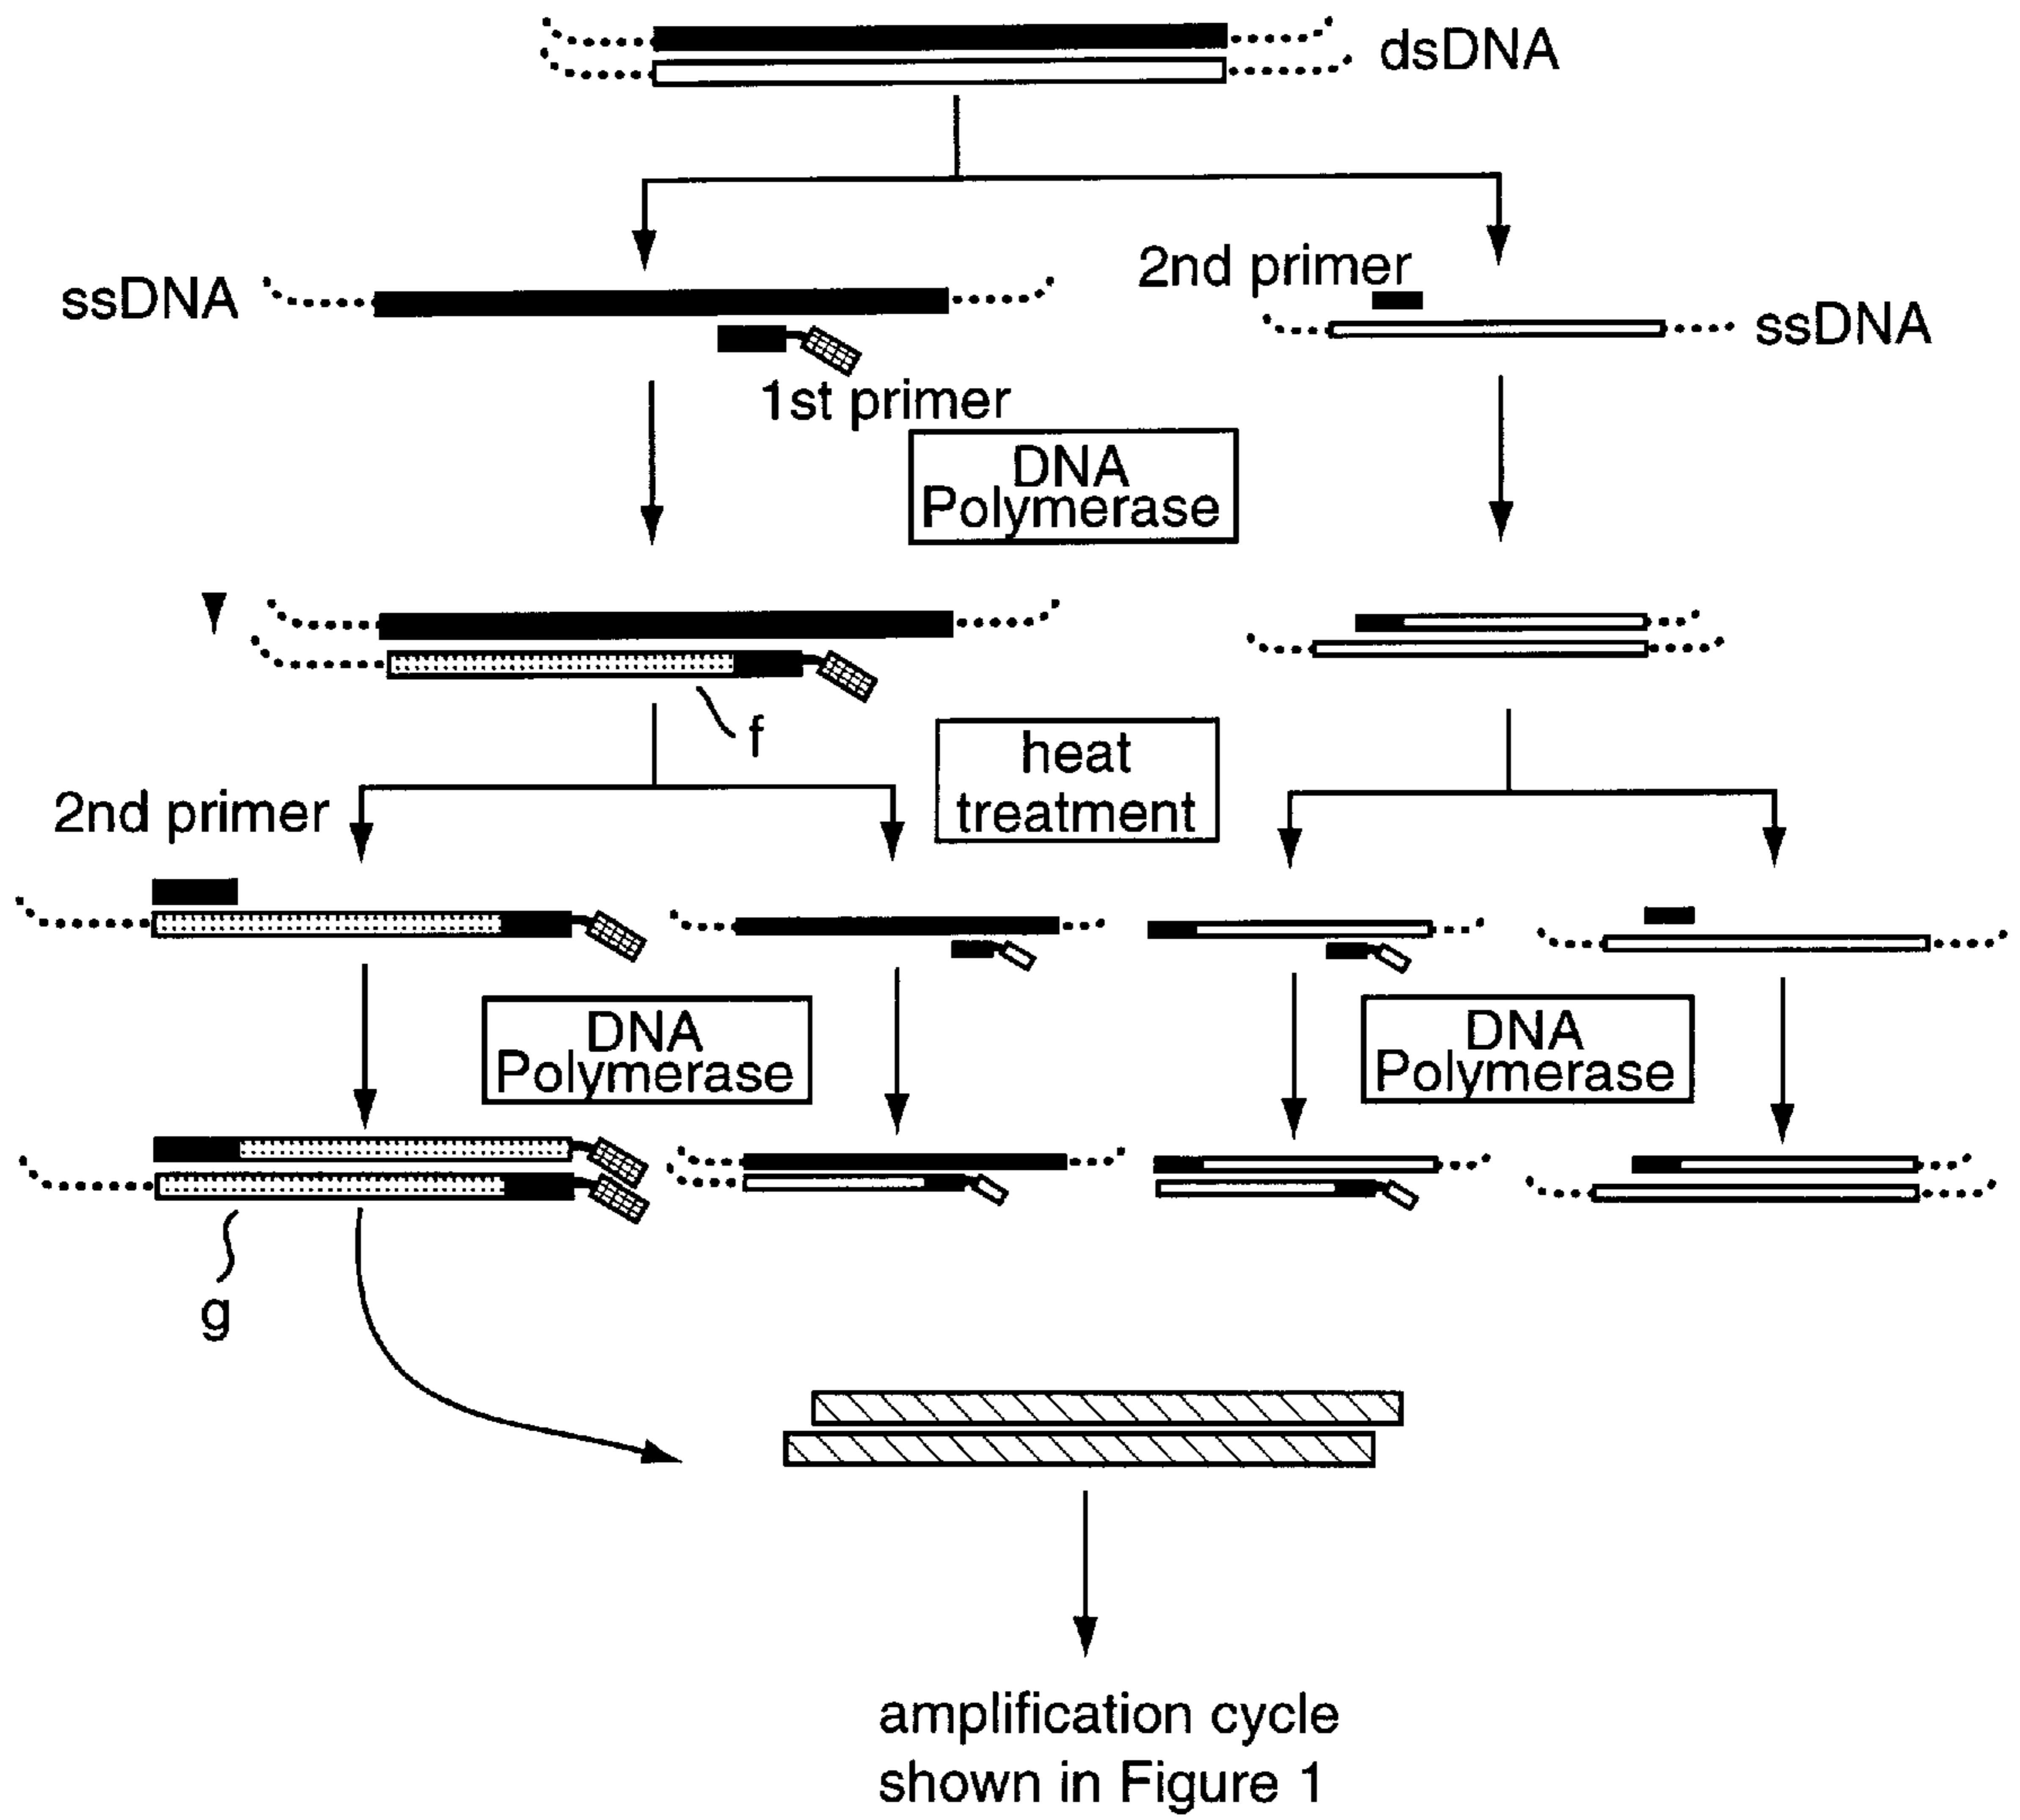 dsDNA
2nd primer
ssDNA
ssDNA
1st primer
DNA
Polymerase
f
heat
treatment
2nd primer
DNA
Polymerase
DNA
Polymerase
g
amplification cycle
shown in Figure 1